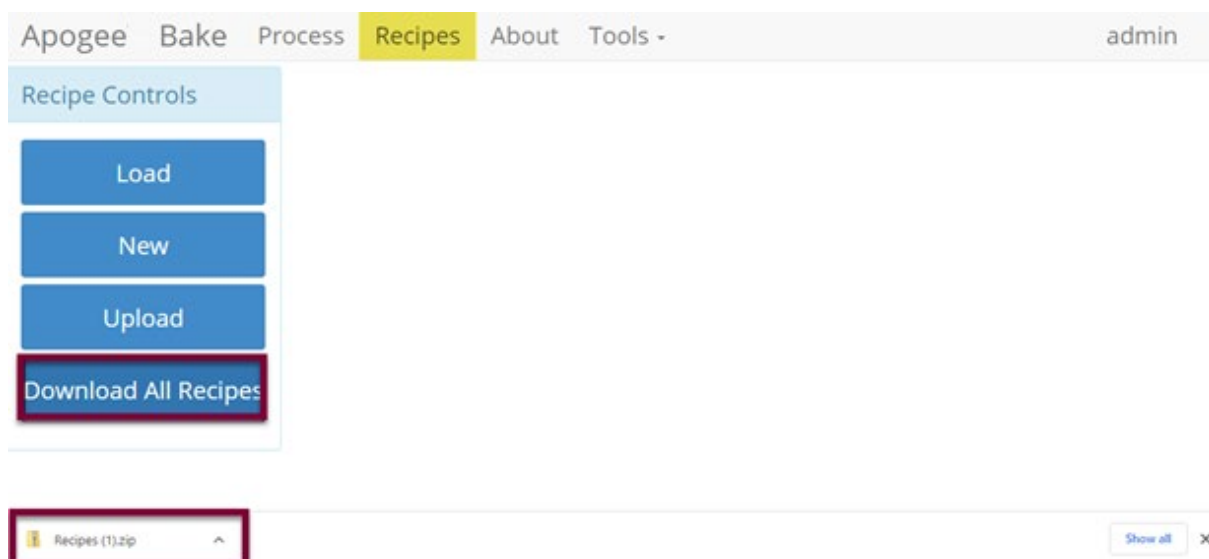 Apogee Bake Process Recipes About Tools admin
Recipe Controls
Load
New
Upload
Download All Recipes
Recipes (1).zip
Show all